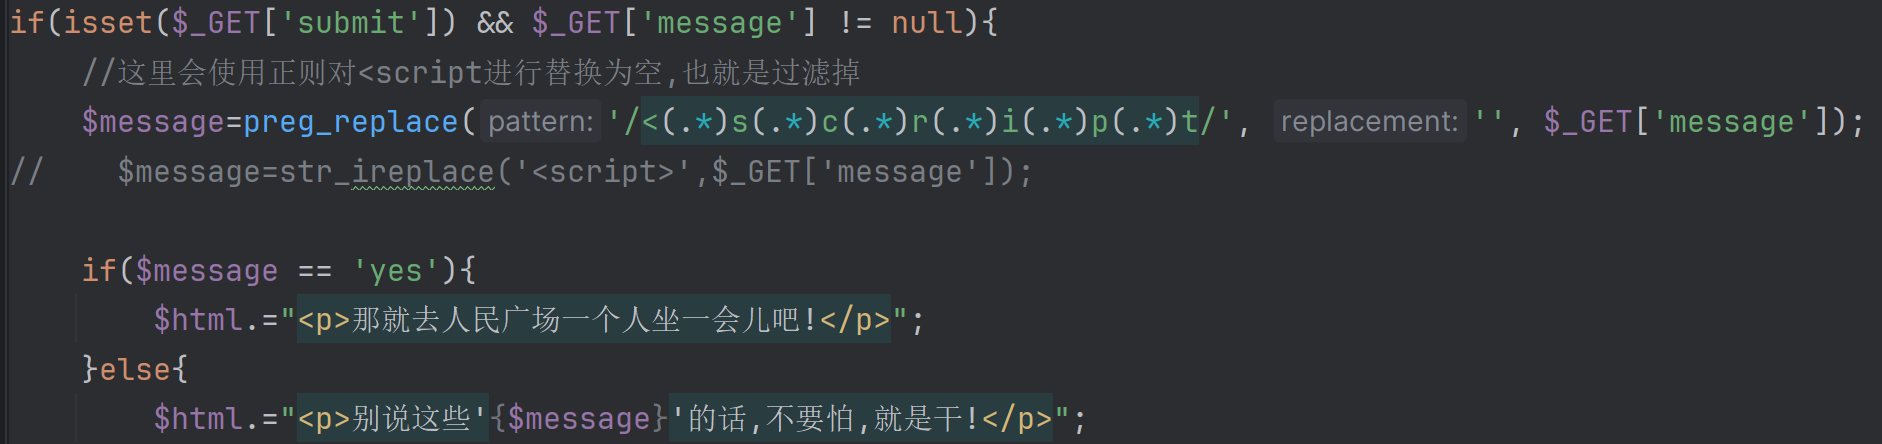 if(isset($_GET['submit']) && $_GET['message'] != null){
    //这里会使用正则对<script进行替换为空,也就是过滤掉
    $message=preg_replace( pattern: '/<(.*)s(.*)c(.*)r(.*)i(.*)p(.*)t/', replacement: '', $_GET['message']);
//    $message=str_ireplace('<script>',$_GET['message']);
    if($message == 'yes'){
        $html.="<p>那就去人民广场一个人坐一会儿吧!</p>";
    }else{
        $html.="<p>别说这些'{$message}'的话,不要怕,就是干!</p>";